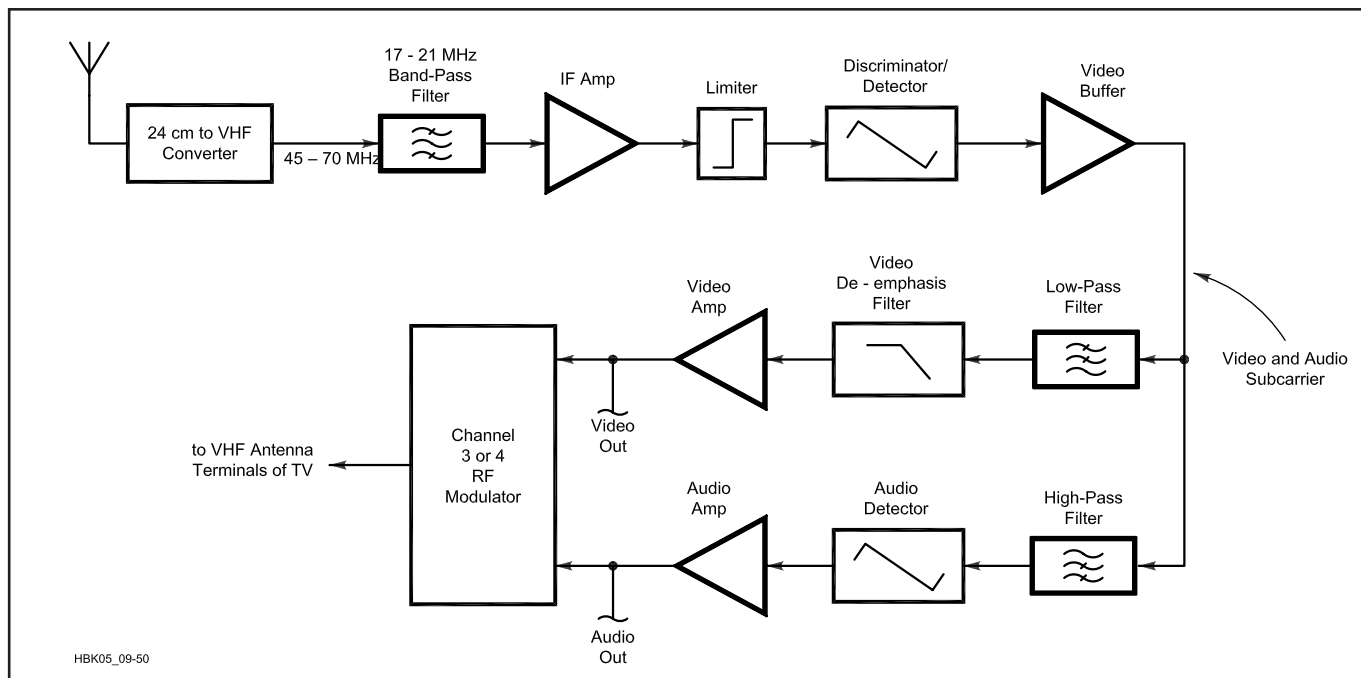 17 - 21 MHz
Band-Pass
Filter
IF Amp
Limiter
Discriminator/
Detector
Video
Buffer
24 cm to VHF
Converter
45 – 70 MHz
Video
Amp
Video
De - emphasis
Filter
Low-Pass
Filter
Video and Audio
Subcarrier
Video
Out
Channel
3 or 4
RF
Modulator
to VHF Antenna
Terminals of TV
Audio
Amp
Audio
Detector
High-Pass
Filter
Audio
Out
HBK05_09-50